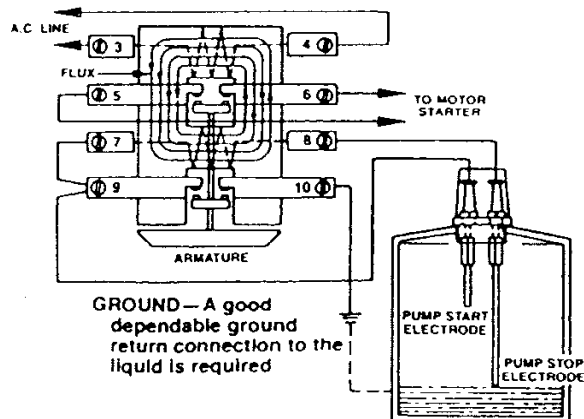 A.C. LINE
3
4
FLUX
5
6
TO MOTOR
STARTER
7
8
9
10
ARMATURE
GROUND—A good
dependable ground
return connection to the
liquid is required
PUMP START
ELECTRODE
PUMP STOP
ELECTRODE